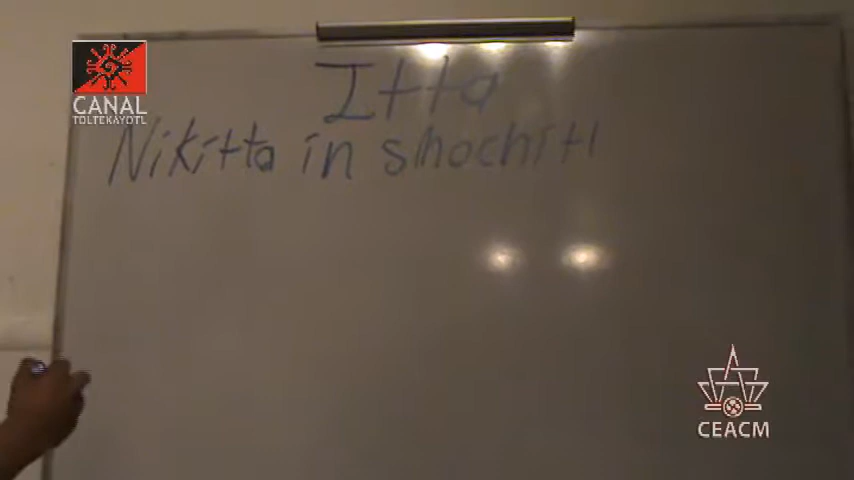 CANAL
TOLTEKAYOTL
Itta
Nikitta in shochitl
CEACM